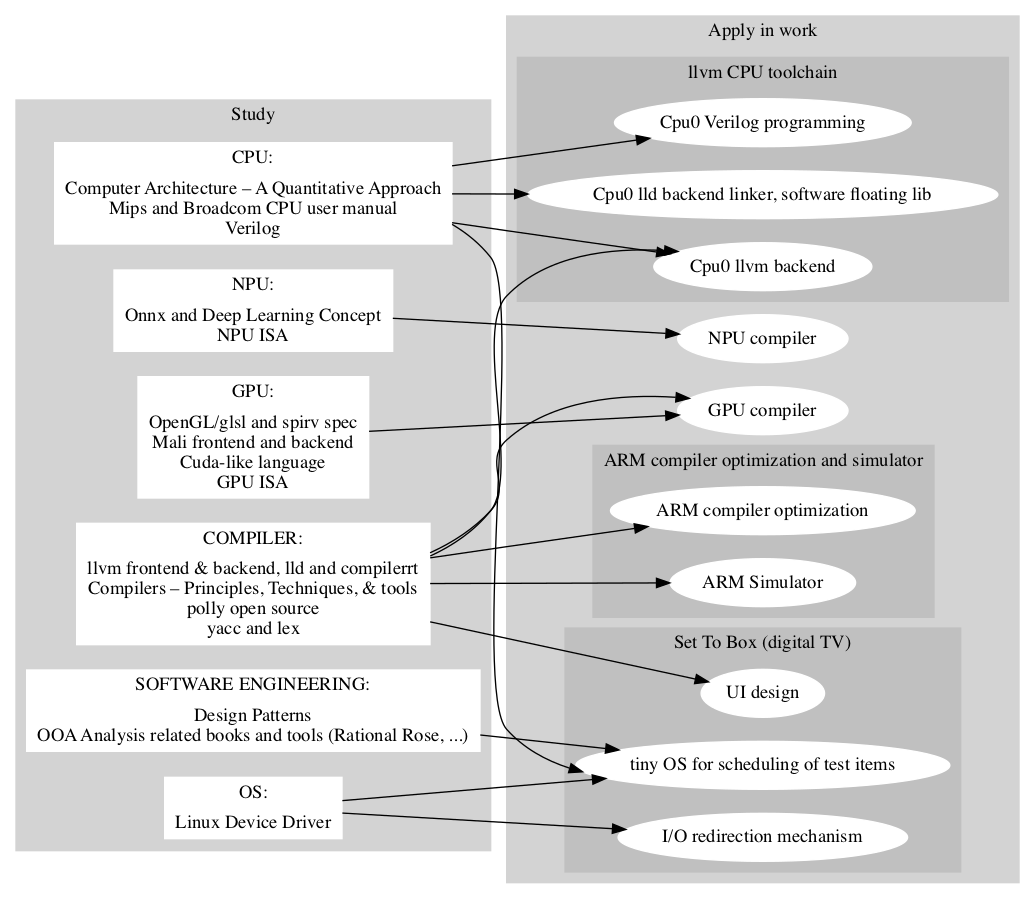 Study
CPU:
Computer Architecture – A Quantitative Approach
Mips and Broadcom CPU user manual
Verilog
NPU:
Onnx and Deep Learning Concept
NPU ISA
GPU:
OpenGL/glsl and spirv spec
Mali frontend and backend
Cuda-like language
GPU ISA
COMPILER:
llvm frontend & backend, lld and compilerrt
Compilers – Principles, Techniques, & tools
polly open source
yacc and lex
SOFTWARE ENGINEERING:
Design Patterns
OOA Analysis related books and tools (Rational Rose, ...)
OS:
Linux Device Driver
Apply in work
llvm CPU toolchain
Cpu0 Verilog programming
Cpu0 lld backend linker, software floating lib
Cpu0 llvm backend
NPU compiler
GPU compiler
ARM compiler optimization and simulator
ARM compiler optimization
ARM Simulator
Set To Box (digital TV)
UI design
tiny OS for scheduling of test items
I/O redirection mechanism